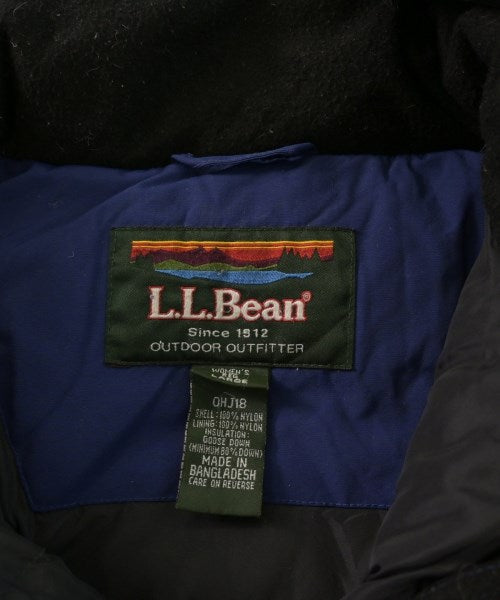 L.L.Bean®
Since 1912
OUTDOOR OUTFITTER
WOMEN'S
LARGE
OHJ18
SHELL: 100% NYLON
LINING: 100% NYLON
INSULATION:
GOOSE DOWN
(MINIMUM 80% DOWN)
MADE IN
BANGLADESH
CARE ON REVERSE